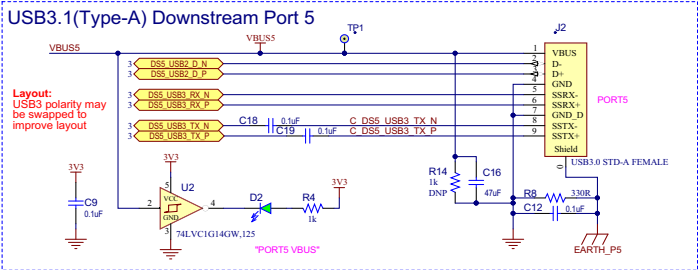 USB3.1(Type-A) Downstream Port 5
VBUS5
VBUS5
TP1
J2
3 DS5_USB2_D_N
3 DS5_USB2_D_P
3 DS5_USB3_RX_N
3 DS5_USB3_RX_P
3 DS5_USB3_TX_N
3 DS5_USB3_TX_P
C18 0.1uF
C19 0.1uF
C_DS5_USB3_TX_N
C_DS5_USB3_TX_P
1 VBUS
2 D-
3 D+
4 GND
5 SSRX-
6 SSRX+
7 GND_D
8 SSTX-
9 SSTX+
Shield
0
PORT5
USB3.0 STD-A FEMALE
Layout:
USB3 polarity may
be swapped to
improve layout
3V3
C9
0.1uF
3V3
5
U2
VCC
GND
2
4
3
74LVC1G14GW,125
D2
R4
1k
3V3
"PORT5 VBUS"
R14
1k
DNP
C16
47uF
R8 330R
C12 0.1uF
EARTH_P5